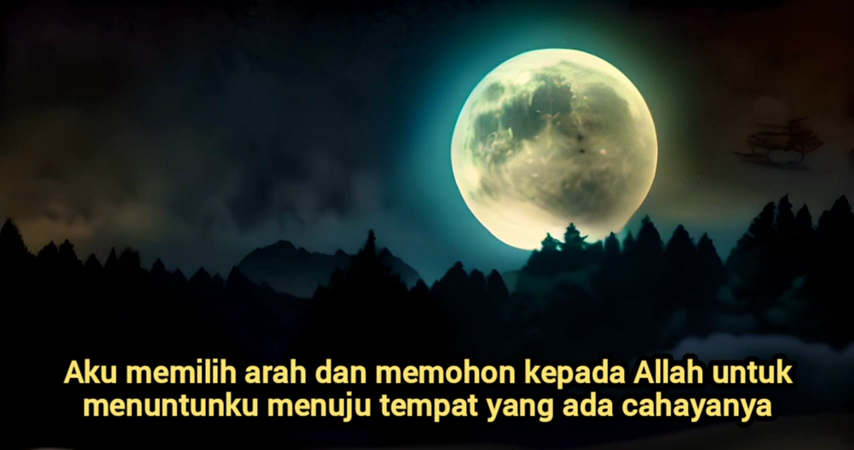 Aku memilih arah dan memohon kepada Allah untuk
menuntunku menuju tempat yang ada cahayanya